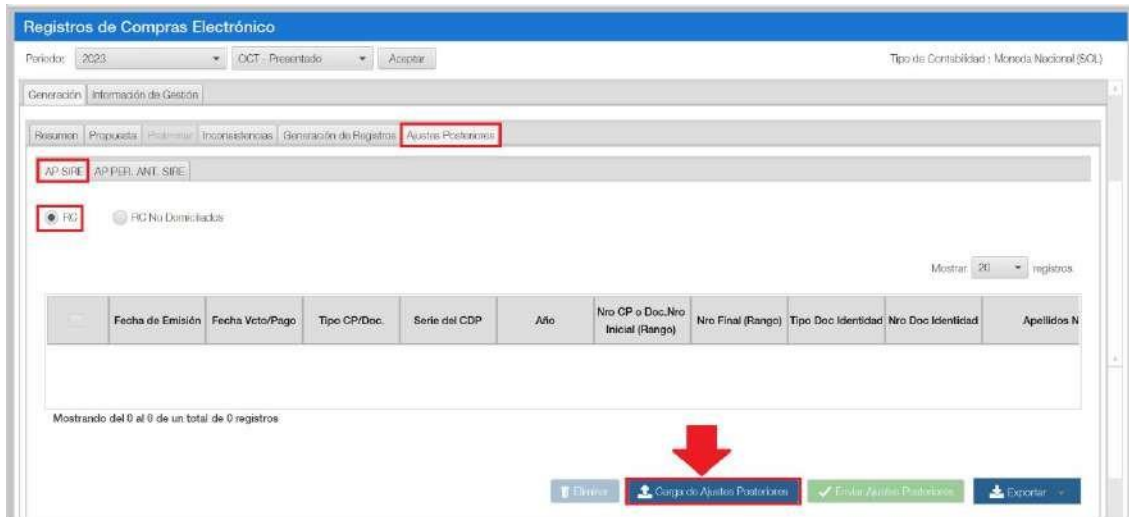 Registros de Compras Electrónico
Periodo: 2023 OCT - Presentado Aceptar Tipo de Contabilidad : Moneda Nacional (SOL)
Generación Información de Gestión
Resumen Propuesta Preliminar Inconsistencias Generación de Registros Ajustes Posteriores
AP SIRE AP PER. ANT. SIRE
RC RC No Domiciliados
Mostrar 20 registros.
Fecha de Emisión Fecha Vcto/Pago Tipo CP/Doc. Serie del CDP Año Nro CP o Doc.Nro Inicial (Rango) Nro Final (Rango) Tipo Doc Identidad Nro Doc Identidad Apellidos N
Mostrando del 0 al 0 de un total de 0 registros
Eliminar Carga de Ajustes Posteriores Enviar Ajustes Posteriores Exportar